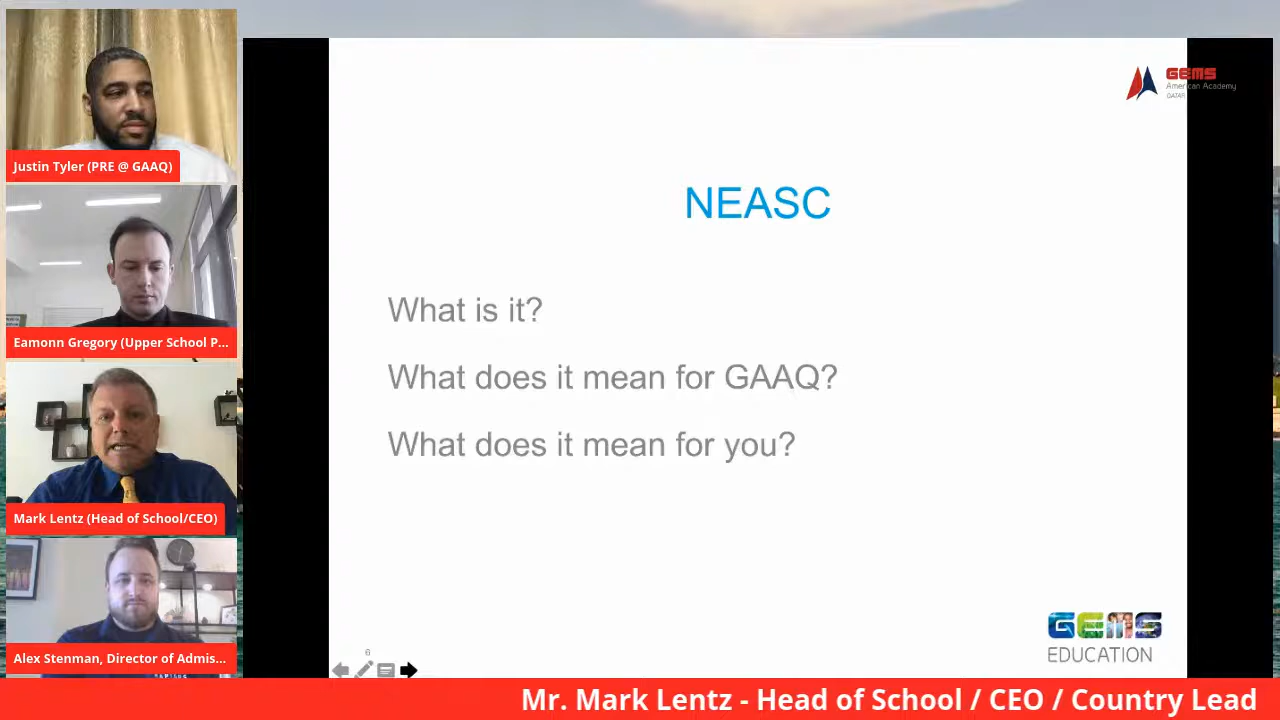 Justin Tyler (PRE @ GAAQ)
Eamonn Gregory (Upper School P...
Mark Lentz (Head of School/CEO)
Alex Stenman, Director of Admis...
GEMS
American Academy
QATAR
NEASC
What is it?
What does it mean for GAAQ?
What does it mean for you?
6
GEMS
EDUCATION
Mr. Mark Lentz - Head of School / CEO / Country Lead